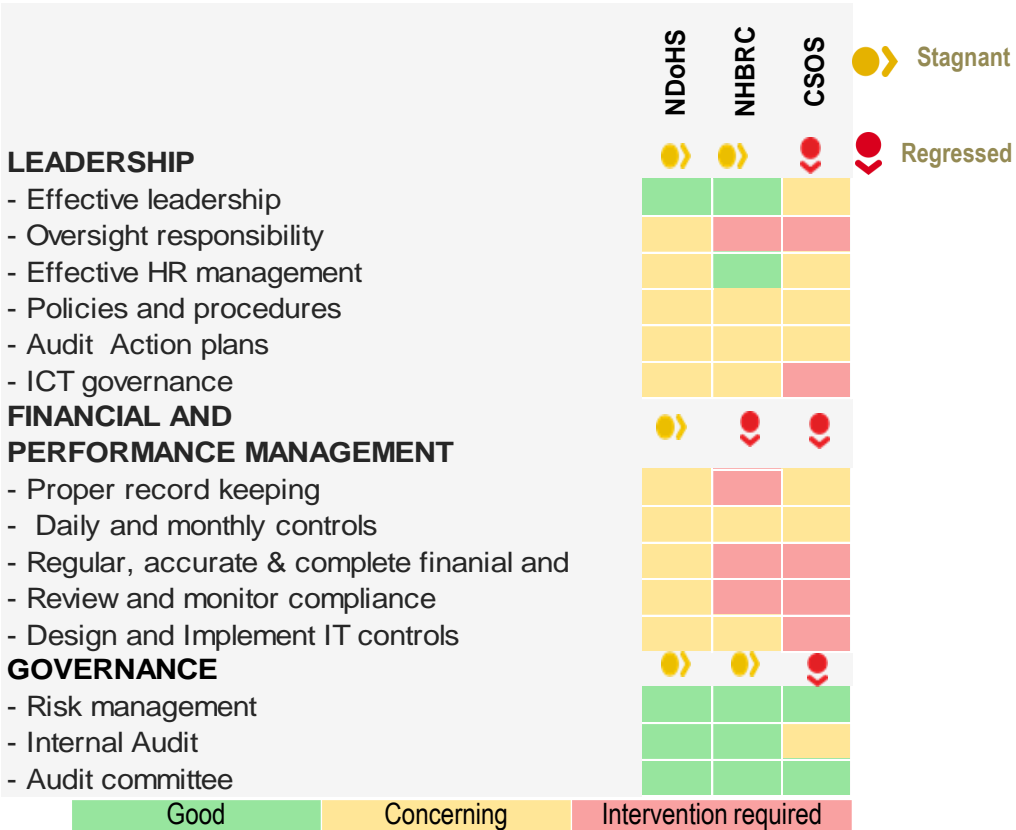 NDoHS
NHBRC
CSOS
Stagnant
Regressed
LEADERSHIP
- Effective leadership
- Oversight responsibility
- Effective HR management
- Policies and procedures
- Audit Action plans
- ICT governance
FINANCIAL AND
PERFORMANCE MANAGEMENT
- Proper record keeping
- Daily and monthly controls
- Regular, accurate & complete finanial and
- Review and monitor compliance
- Design and Implement IT controls
GOVERNANCE
- Risk management
- Internal Audit
- Audit committee
Good Concerning Intervention required